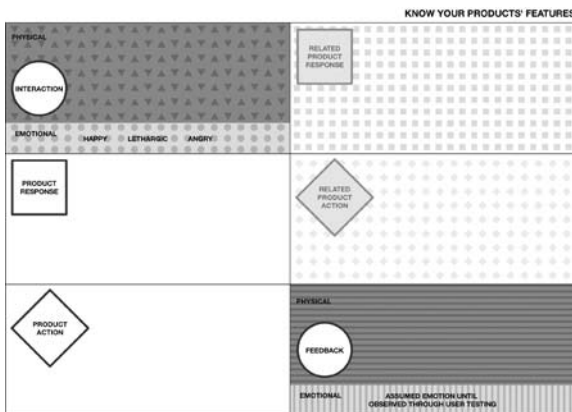 KNOW YOUR PRODUCTS' FEATURES
PHYSICAL
INTERACTION
EMOTIONAL HAPPY LETHARGIC ANGRY
RELATED
PRODUCT
RESPONSE
PRODUCT
RESPONSE
RELATED
PRODUCT
ACTION
PRODUCT
ACTION
PHYSICAL
FEEDBACK
EMOTIONAL ASSUMED EMOTION UNTIL
OBSERVED THROUGH USER TESTING